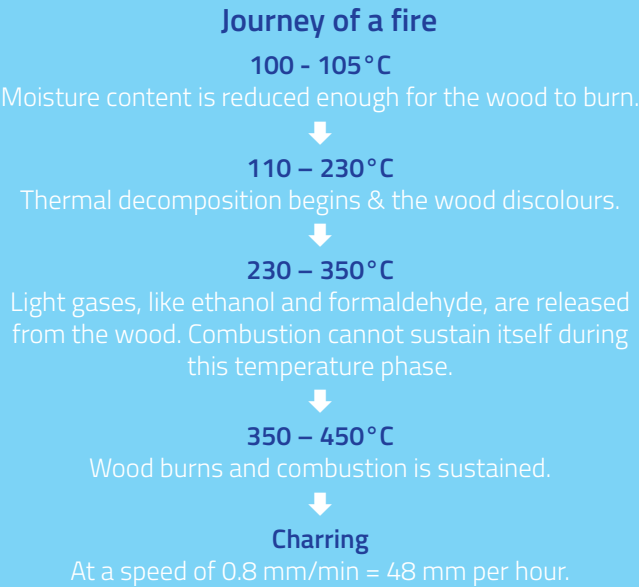 Journey of a fire
100 - 105°C
Moisture content is reduced enough for the wood to burn.
110 – 230°C
Thermal decomposition begins & the wood discolours.
230 – 350°C
Light gases, like ethanol and formaldehyde, are released
from the wood. Combustion cannot sustain itself during
this temperature phase.
350 – 450°C
Wood burns and combustion is sustained.
Charring
At a speed of 0.8 mm/min = 48 mm per hour.